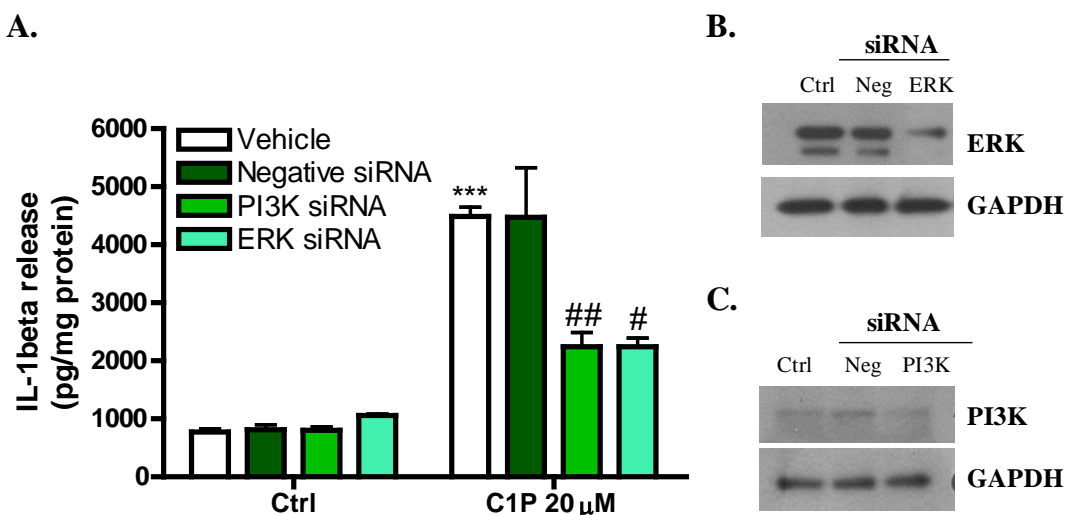 A.
IL-1beta release
(pg/mg protein)
6000
5000
4000
3000
2000
1000
0
Vehicle
Negative siRNA
PI3K siRNA
ERK siRNA
***
##
#
Ctrl
C1P 20 μM
B.
siRNA
Ctrl Neg ERK
ERK
GAPDH
C.
siRNA
Ctrl Neg PI3K
PI3K
GAPDH